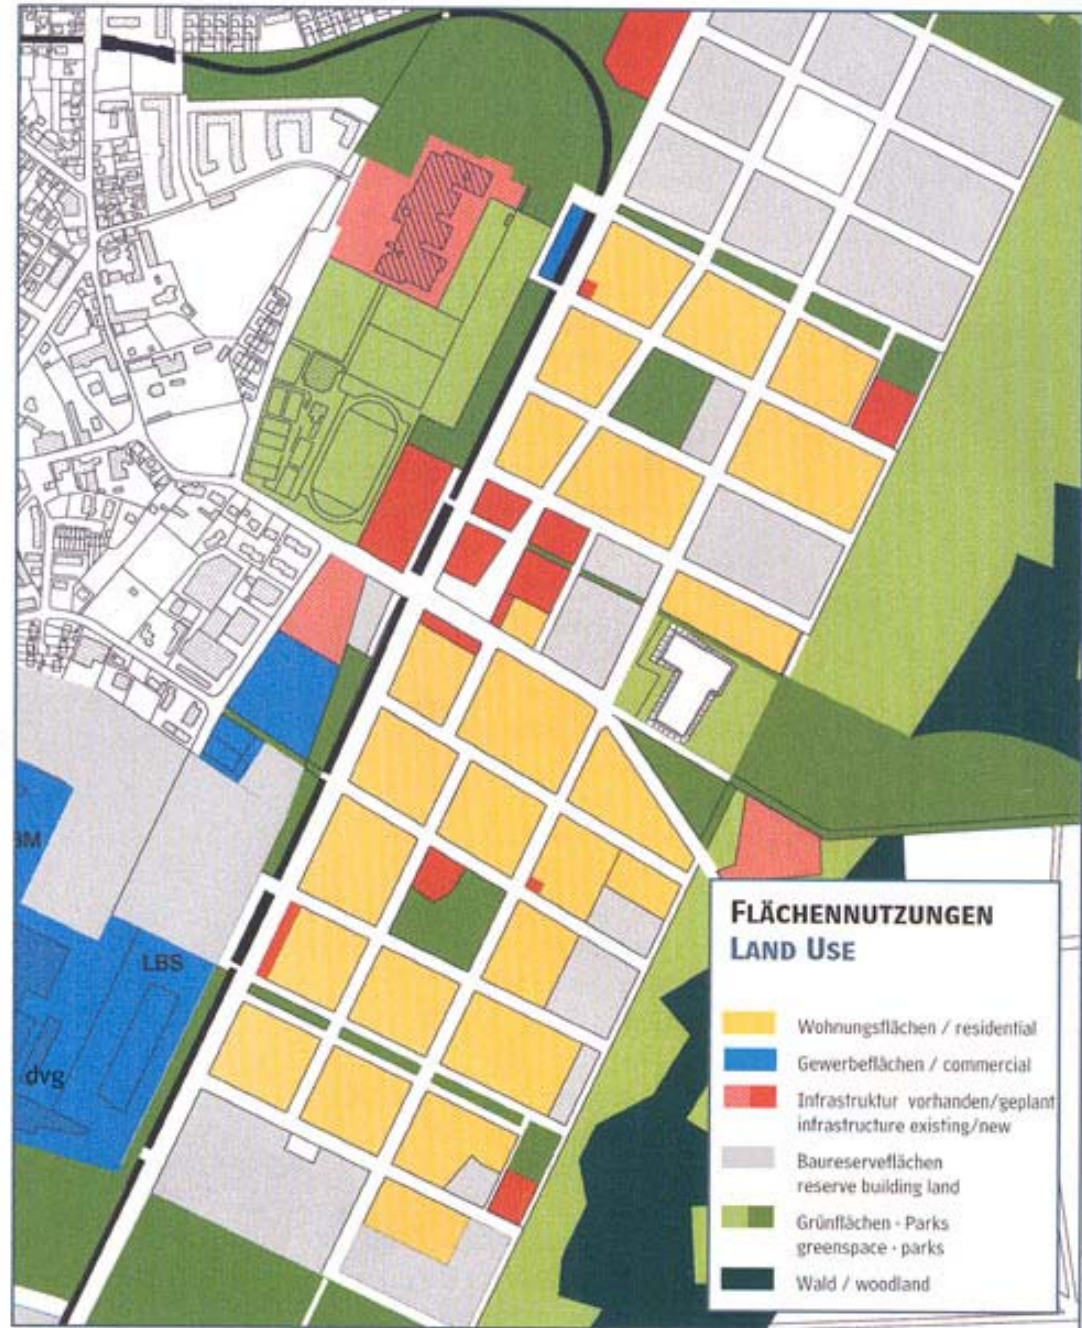 BM
LBS
dvg
FLÄCHENNUTZUNGEN
LAND USE
Wohnungsflächen / residential
Gewerbeflächen / commercial
Infrastruktur vorhanden/geplant
infrastructure existing/new
Baureserveflächen
reserve building land
Grünflächen · Parks
greenspace · parks
Wald / woodland